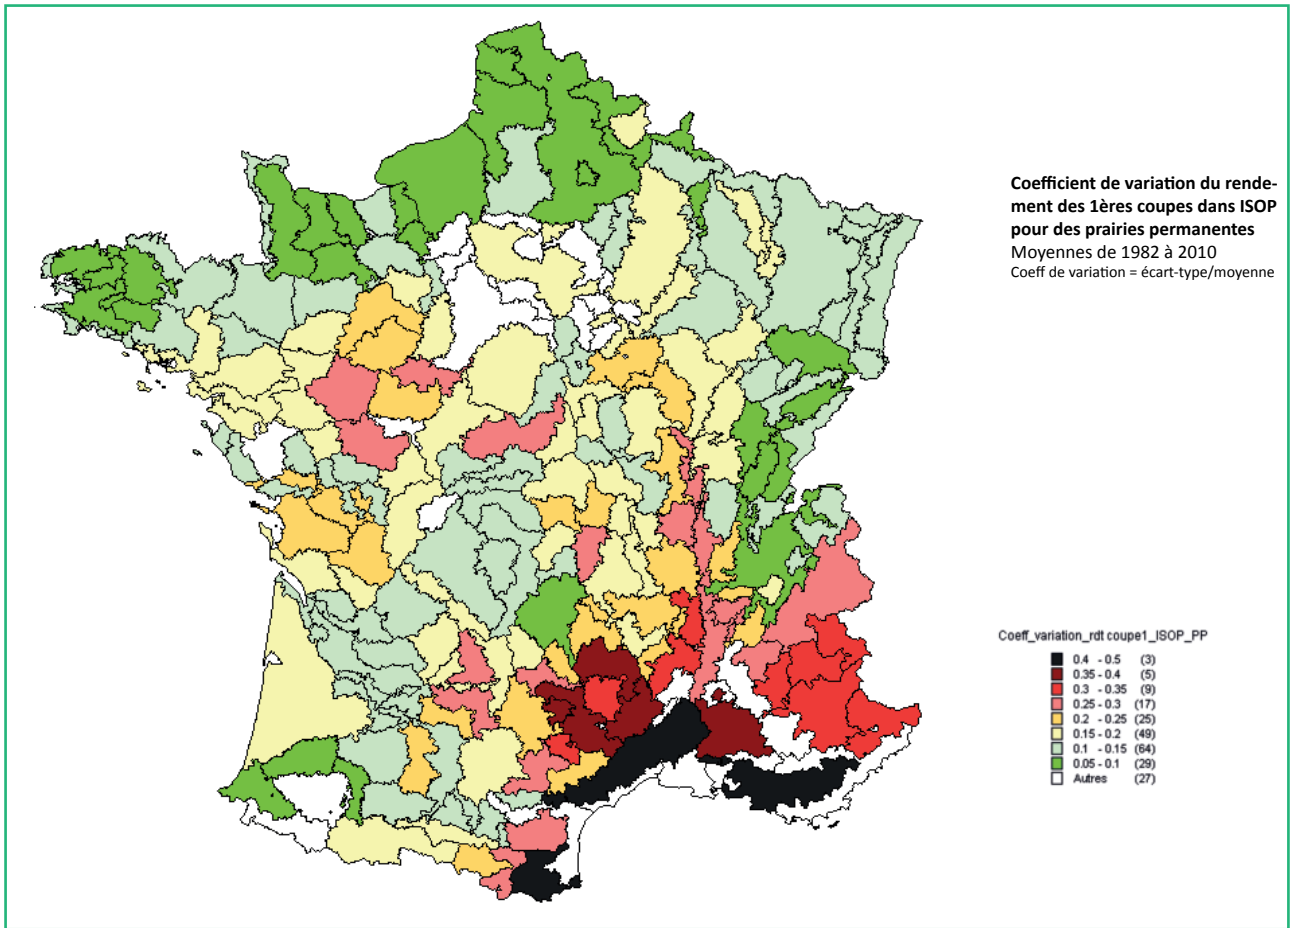 Coefficient de variation du rende-
ment des 1ères coupes dans ISOP
pour des prairies permanentes
Moyennes de 1982 à 2010
Coeff de variation = écart-type/moyenne
Coeff_variation_rdt coupe1_ISOP_PP
0.4 - 0.5 (3)
0.35 - 0.4 (5)
0.3 - 0.35 (9)
0.25 - 0.3 (17)
0.2 - 0.25 (25)
0.15 - 0.2 (49)
0.1 - 0.15 (64)
0.05 - 0.1 (29)
Autres (27)